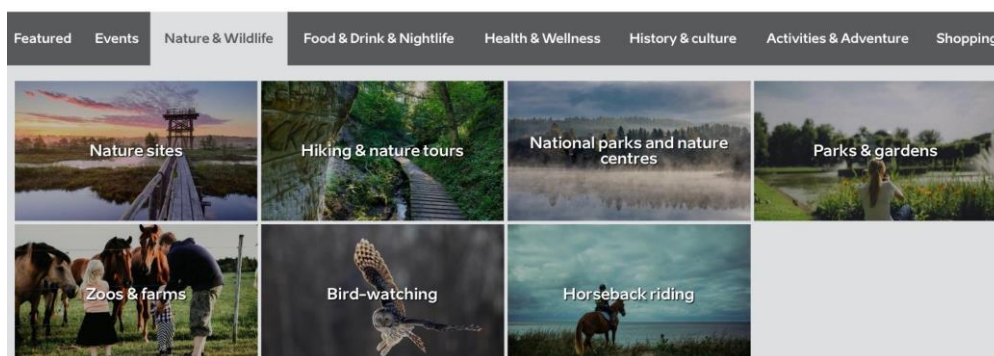 Featured Events Nature & Wildlife Food & Drink & Nightlife Health & Wellness History & culture Activities & Adventure Shopping
Nature sites
Hiking & nature tours
National parks and nature
centres
Parks & gardens
Zoos & farms
Bird-watching
Horseback riding